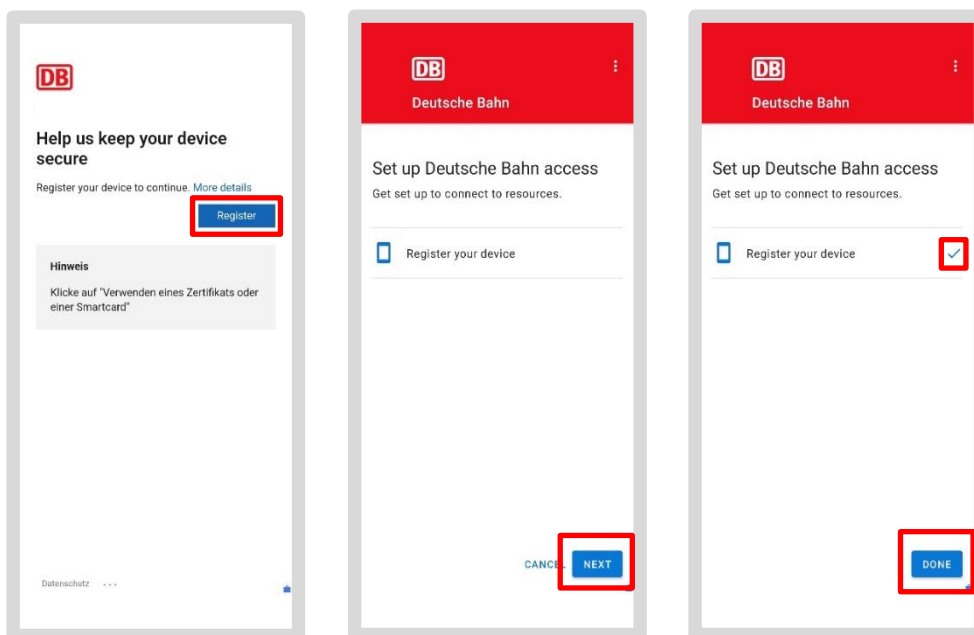 DB
Help us keep your device
secure
Register your device to continue. More details
Register
Hinweis
Klicke auf "Verwenden eines Zertifikats oder
einer Smartcard"
Datenschutz ...
DB
Deutsche Bahn
Set up Deutsche Bahn access
Get set up to connect to resources.
Register your device
CANCEL NEXT
DB
Deutsche Bahn
Set up Deutsche Bahn access
Get set up to connect to resources.
Register your device
DONE